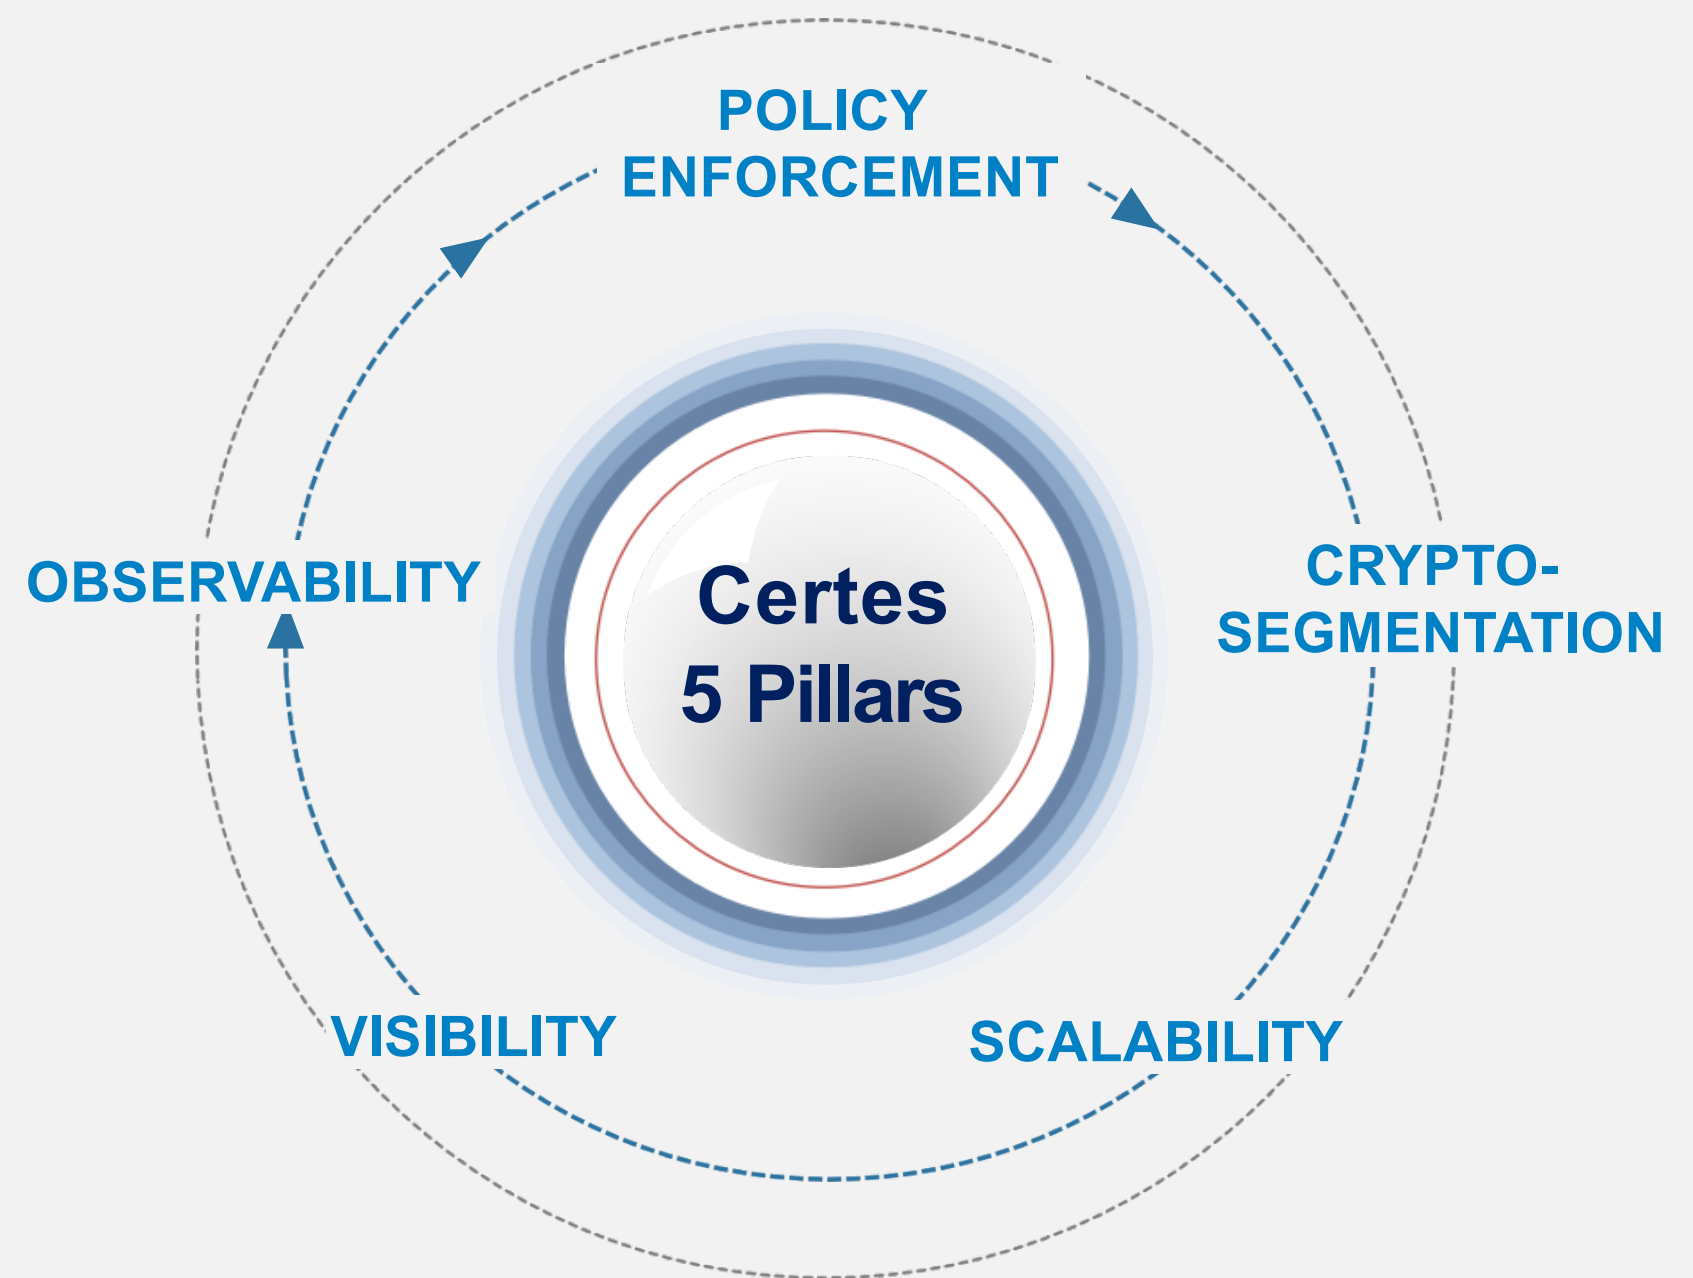 POLICY
ENFORCEMENT
CRYPTO-
SEGMENTATION
OBSERVABILITY
Certes
5 Pillars
VISIBILITY
SCALABILITY